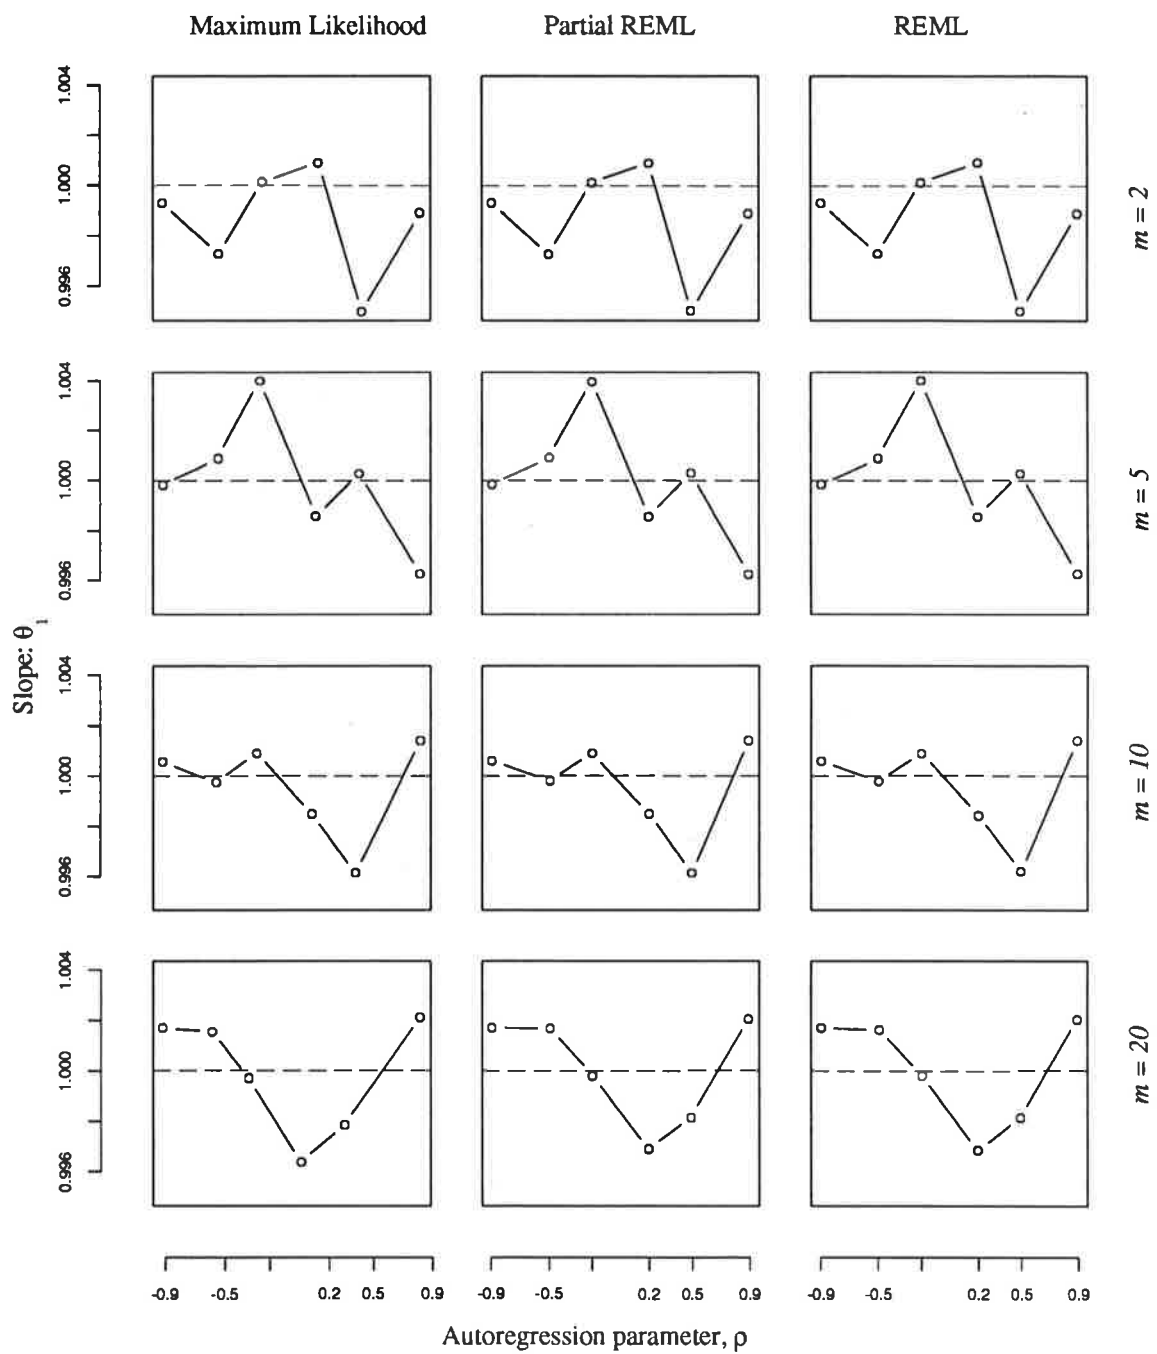 Maximum Likelihood Partial REML REML
1.004
1.000
0.996
m = 2
1.004
1.000
0.996
m = 5
Slope: θ1
1.004
1.000
0.996
m = 10
1.004
1.000
0.996
m = 20
-0.9 -0.5 0.2 0.5 0.9 -0.9 -0.5 0.2 0.5 0.9 -0.9 -0.5 0.2 0.5 0.9
Autoregression parameter, ρ